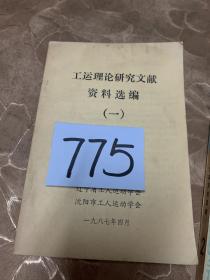 工运理论研究文献
资料选编
(一)
775
辽宁省工人运动学会
沈阳市工人运动学会
一九八七年四月